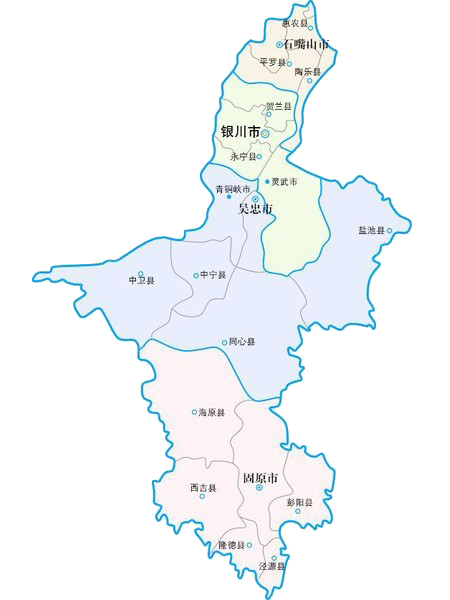 惠农县
石嘴山市
平罗县
陶乐县
贺兰县
银川市
永宁县
灵武市
青铜峡市
吴忠市
盐池县
中卫县
中宁县
同心县
海原县
固原市
西吉县
彭阳县
隆德县
泾源县